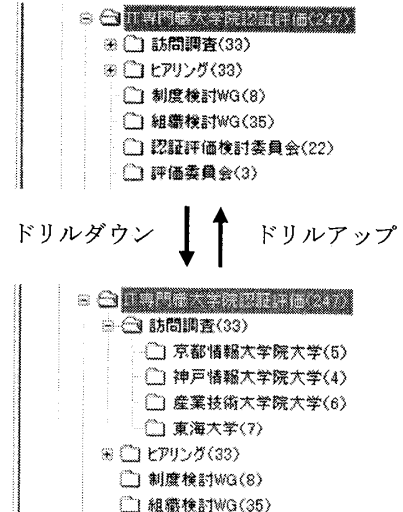 IT専門職大学院認証評価(247)
訪問調査(33)
ヒアリング(33)
制度検討WG(8)
組織検討WG(35)
認証評価検討委員会(22)
評価委員会(3)
ドリルダウン ドリルアップ
IT専門職大学院認証評価(247)
訪問調査(33)
京都情報大学院大学(5)
神戸情報大学院大学(4)
産業技術大学院大学(6)
東海大学(7)
ヒアリング(33)
制度検討WG(8)
組織検討WG(35)